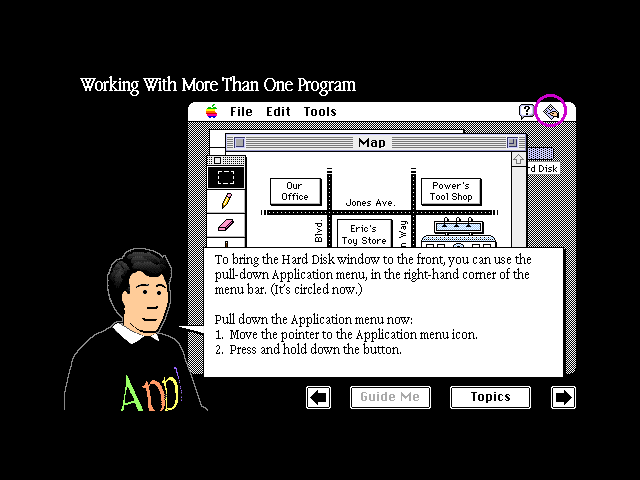 Working With More Than One Program
File Edit Tools
Map
rd Disk
Our
Office
Power's
Tool Shop
Jones Ave.
Blvd.
Eric's
Toy Store
n Way
To bring the Hard Disk window to the front, you can use the
pull-down Application menu, in the right-hand corner of the
menu bar. (It's circled now.)
Pull down the Application menu now:
1. Move the pointer to the Application menu icon.
2. Press and hold down the button.
Appl
Guide Me
Topics